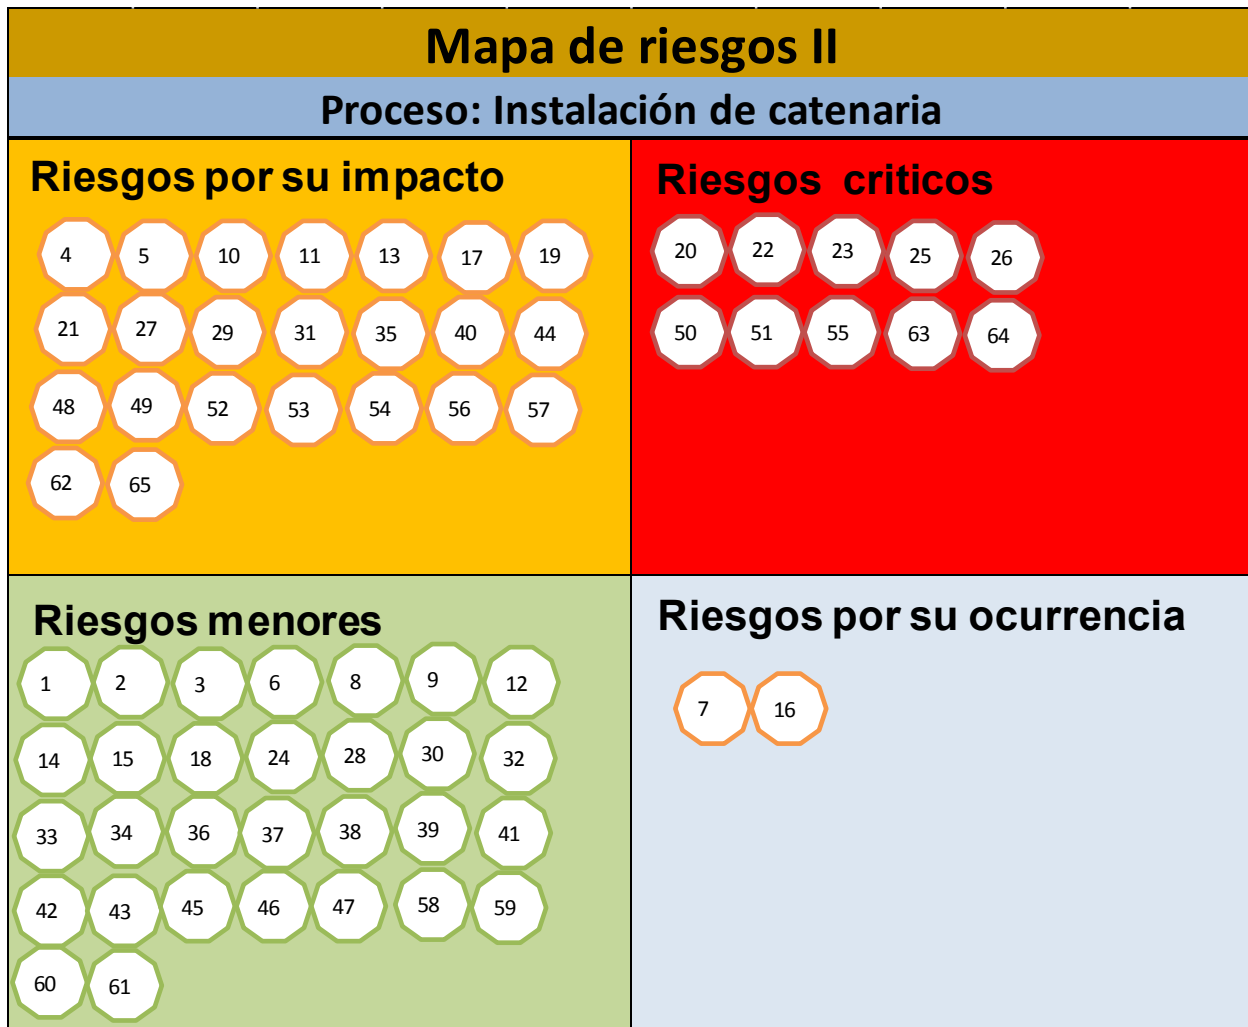 Mapa de riesgos II
Proceso: Instalación de catenaria
Riesgos por su impacto
4 5 10 11 13 17 19
21 27 29 31 35 40 44
48 49 52 53 54 56 57
62 65
Riesgos criticos
20 22 23 25 26
50 51 55 63 64
Riesgos menores
1 2 3 6 8 9 12
14 15 18 24 28 30 32
33 34 36 37 38 39 41
42 43 45 46 47 58 59
60 61
Riesgos por su ocurrencia
7 16